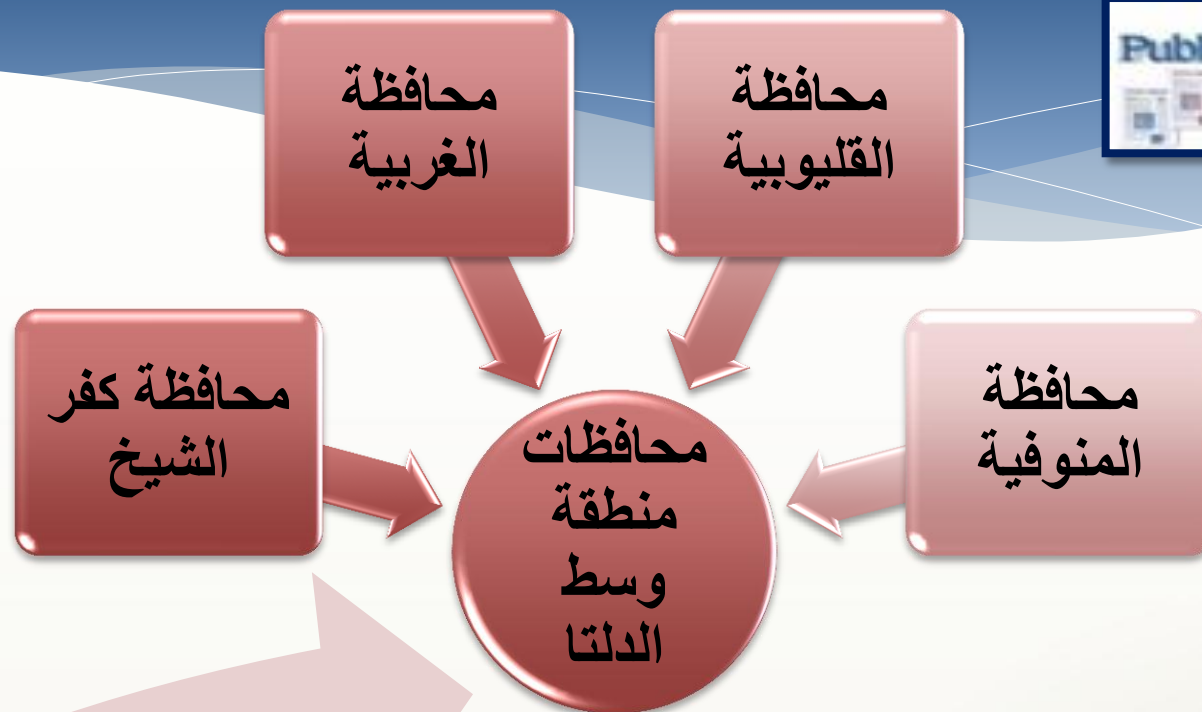 Publ
محافظة
القليوبية
محافظة
الغربية
محافظة
المنوفية
محافظة كفر
الشيخ
محافظات
منطقة
وسط
الدلتا